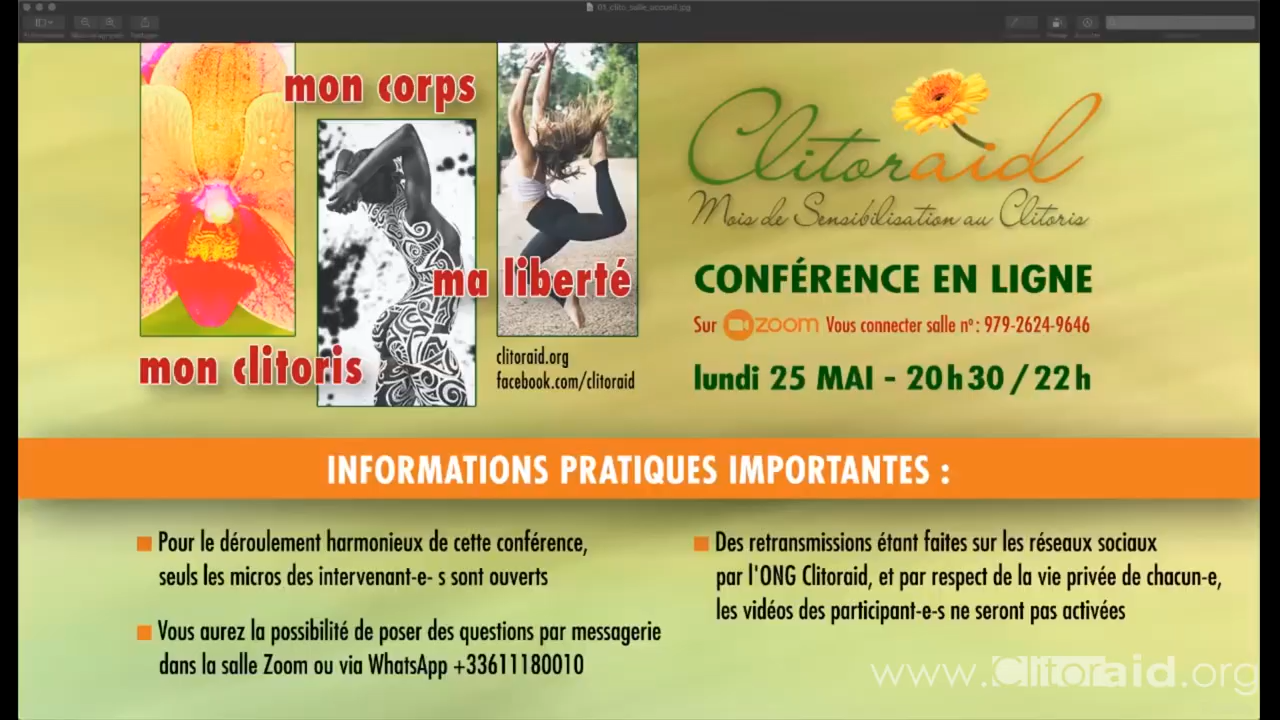 01_clito_salle_accueil.jpg
mon corps
ma liberté
mon clitoris
clitoraid.org
facebook.com/clitoraid
Clitoraid
Mois de Sensibilisation au Clitoris
CONFÉRENCE EN LIGNE
Sur zoom Vous connecter salle n° : 979-2624-9646
lundi 25 MAI - 20h30 / 22h
INFORMATIONS PRATIQUES IMPORTANTES :
Pour le déroulement harmonieux de cette conférence,
seuls les micros des intervenant-e- s sont ouverts
Vous aurez la possibilité de poser des questions par messagerie
dans la salle Zoom ou via WhatsApp +33611180010
Des retransmissions étant faites sur les réseaux sociaux
par l'ONG Clitoraid, et par respect de la vie privée de chacun-e,
les vidéos des participant-e-s ne seront pas activées
www.Clitoraid.org